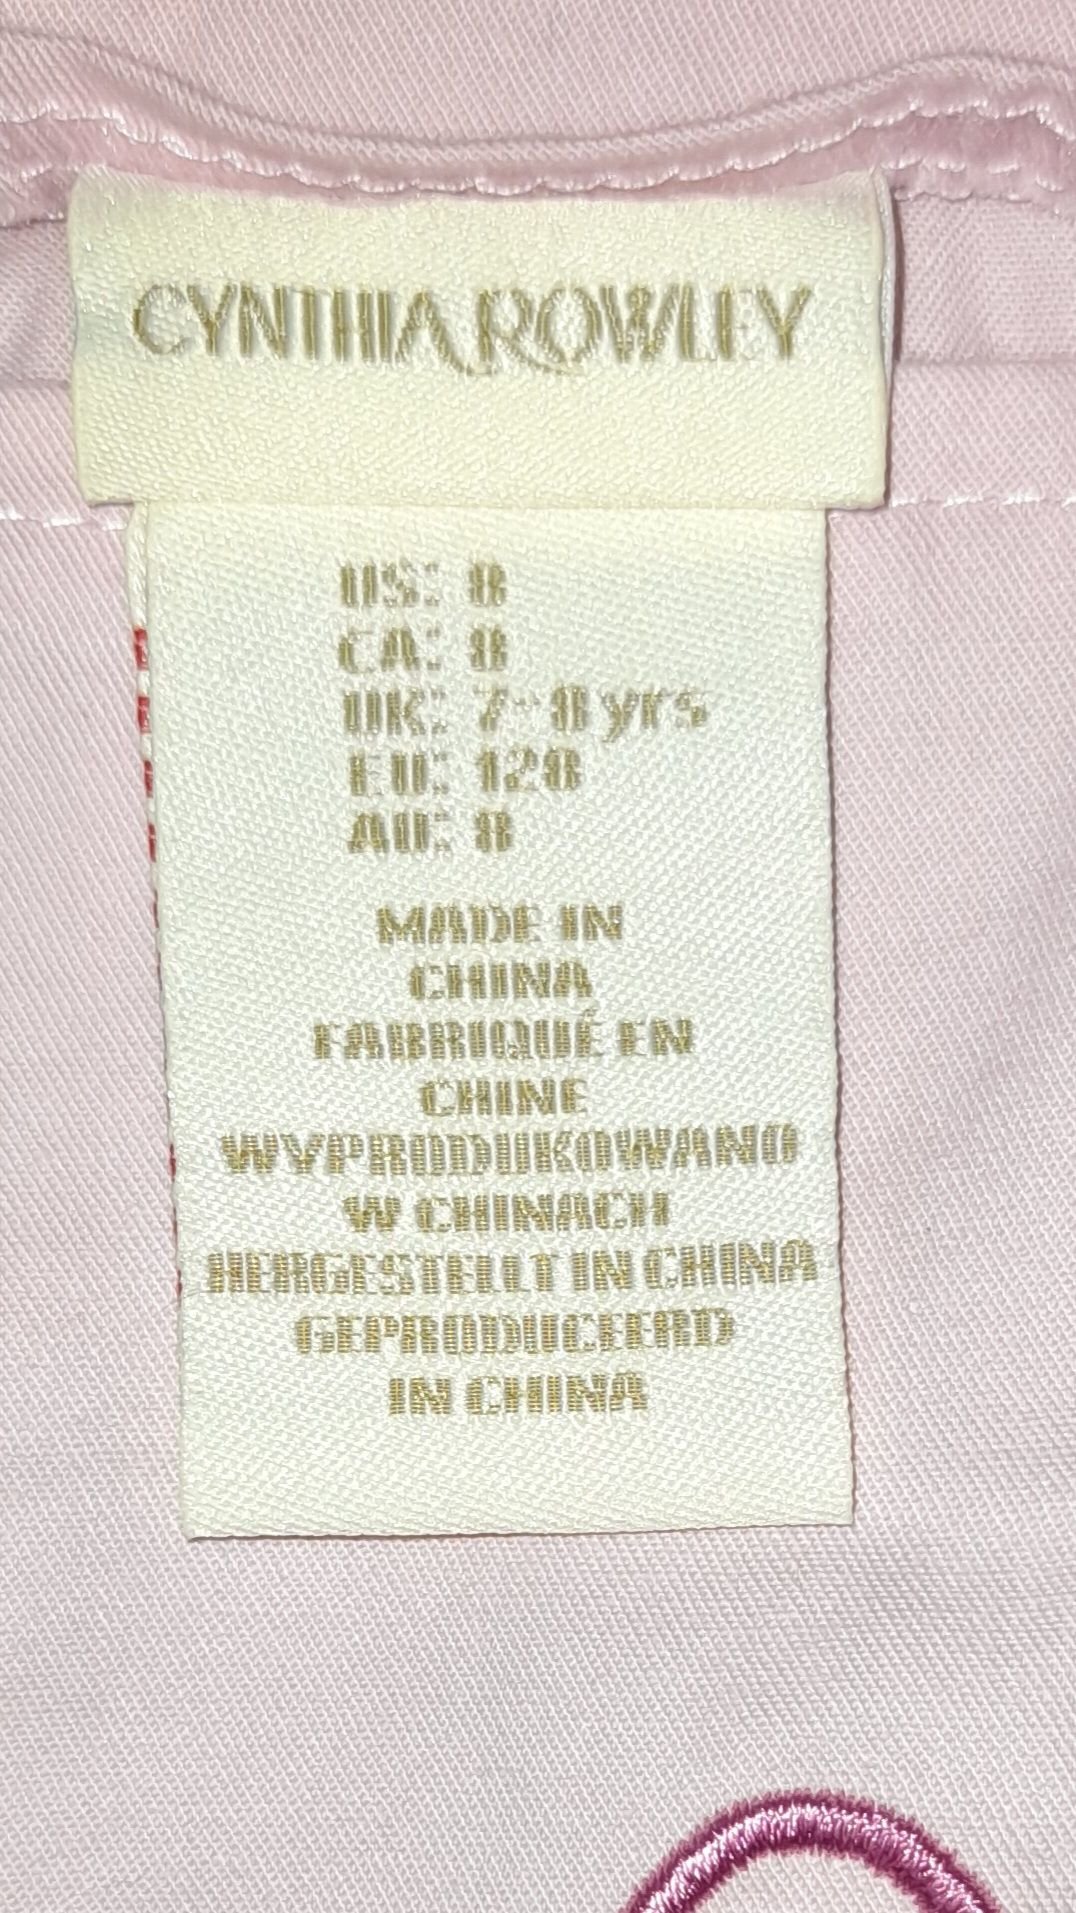 CYNTHIA ROWLEY
US: 8
CA: 8
UK: 7-8 yrs
EU: 128
AU: 8
MADE IN
CHINA
FABRIQUÉ EN
CHINE
WYPRODUKOWANO
W CHINACH
HERGESTELLT IN CHINA
GEPRODUCEERD
IN CHINA